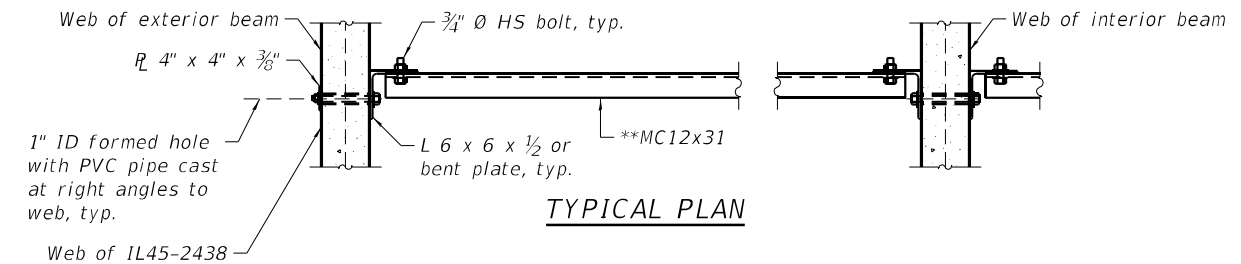 Web of exterior beam
¾" Ø HS bolt, typ.
Web of interior beam
℄ 4" x 4" x ⅜"
1" ID formed hole
with PVC pipe cast
at right angles to
web, typ.
L 6 x 6 x ½ or
bent plate, typ.
**MC12x31
TYPICAL PLAN
Web of IL45-2438